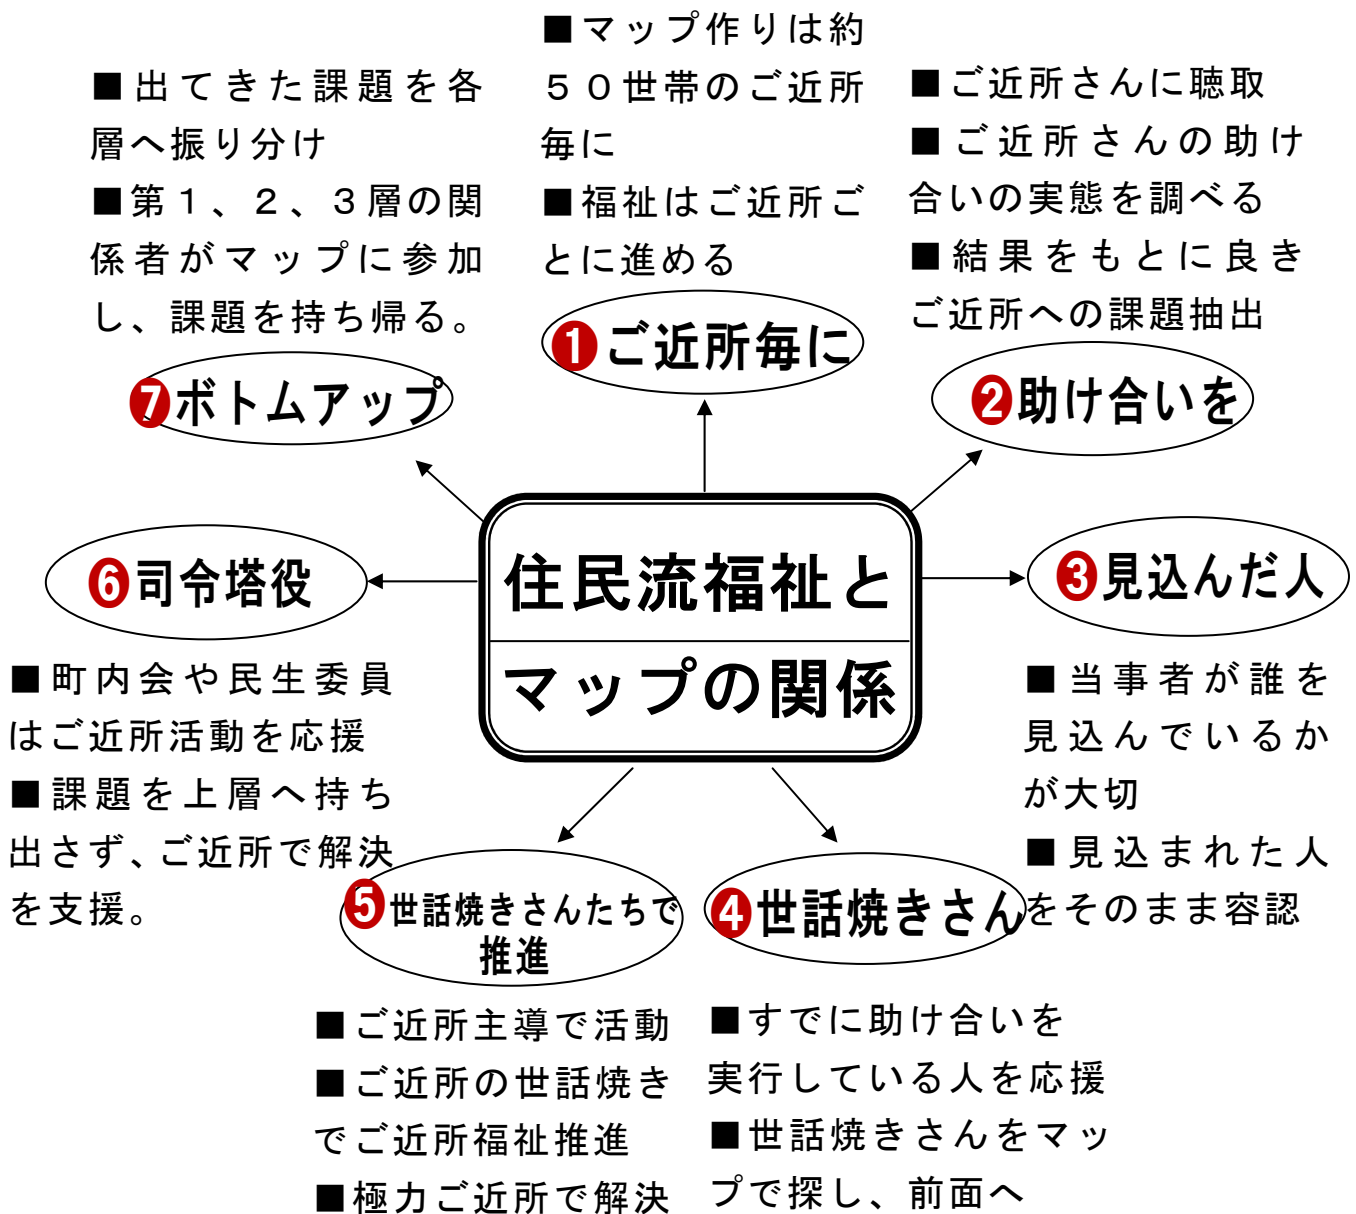 住民流福祉と
マップの関係
❶ご近所毎に
■マップ作りは約
５０世帯のご近所
毎に
■福祉はご近所ご
とに進める
❷助け合いを
■ご近所さんに聴取
■ご近所さんの助け
合いの実態を調べる
■結果をもとに良き
ご近所への課題抽出
❸見込んだ人
■当事者が誰を
見込んでいるか
が大切
■見込まれた人
をそのまま容認
❹世話焼きさん
■すでに助け合いを
実行している人を応援
■世話焼きさんをマッ
プで探し、前面へ
❺世話焼きさんたちで
推進
■ご近所主導で活動
■ご近所の世話焼き
でご近所福祉推進
■極力ご近所で解決
❻司令塔役
■町内会や民生委員
はご近所活動を応援
■課題を上層へ持ち
出さず、ご近所で解決
を支援。
❼ボトムアップ
■出てきた課題を各
層へ振り分け
■第１、２、３層の関
係者がマップに参加
し、課題を持ち帰る。